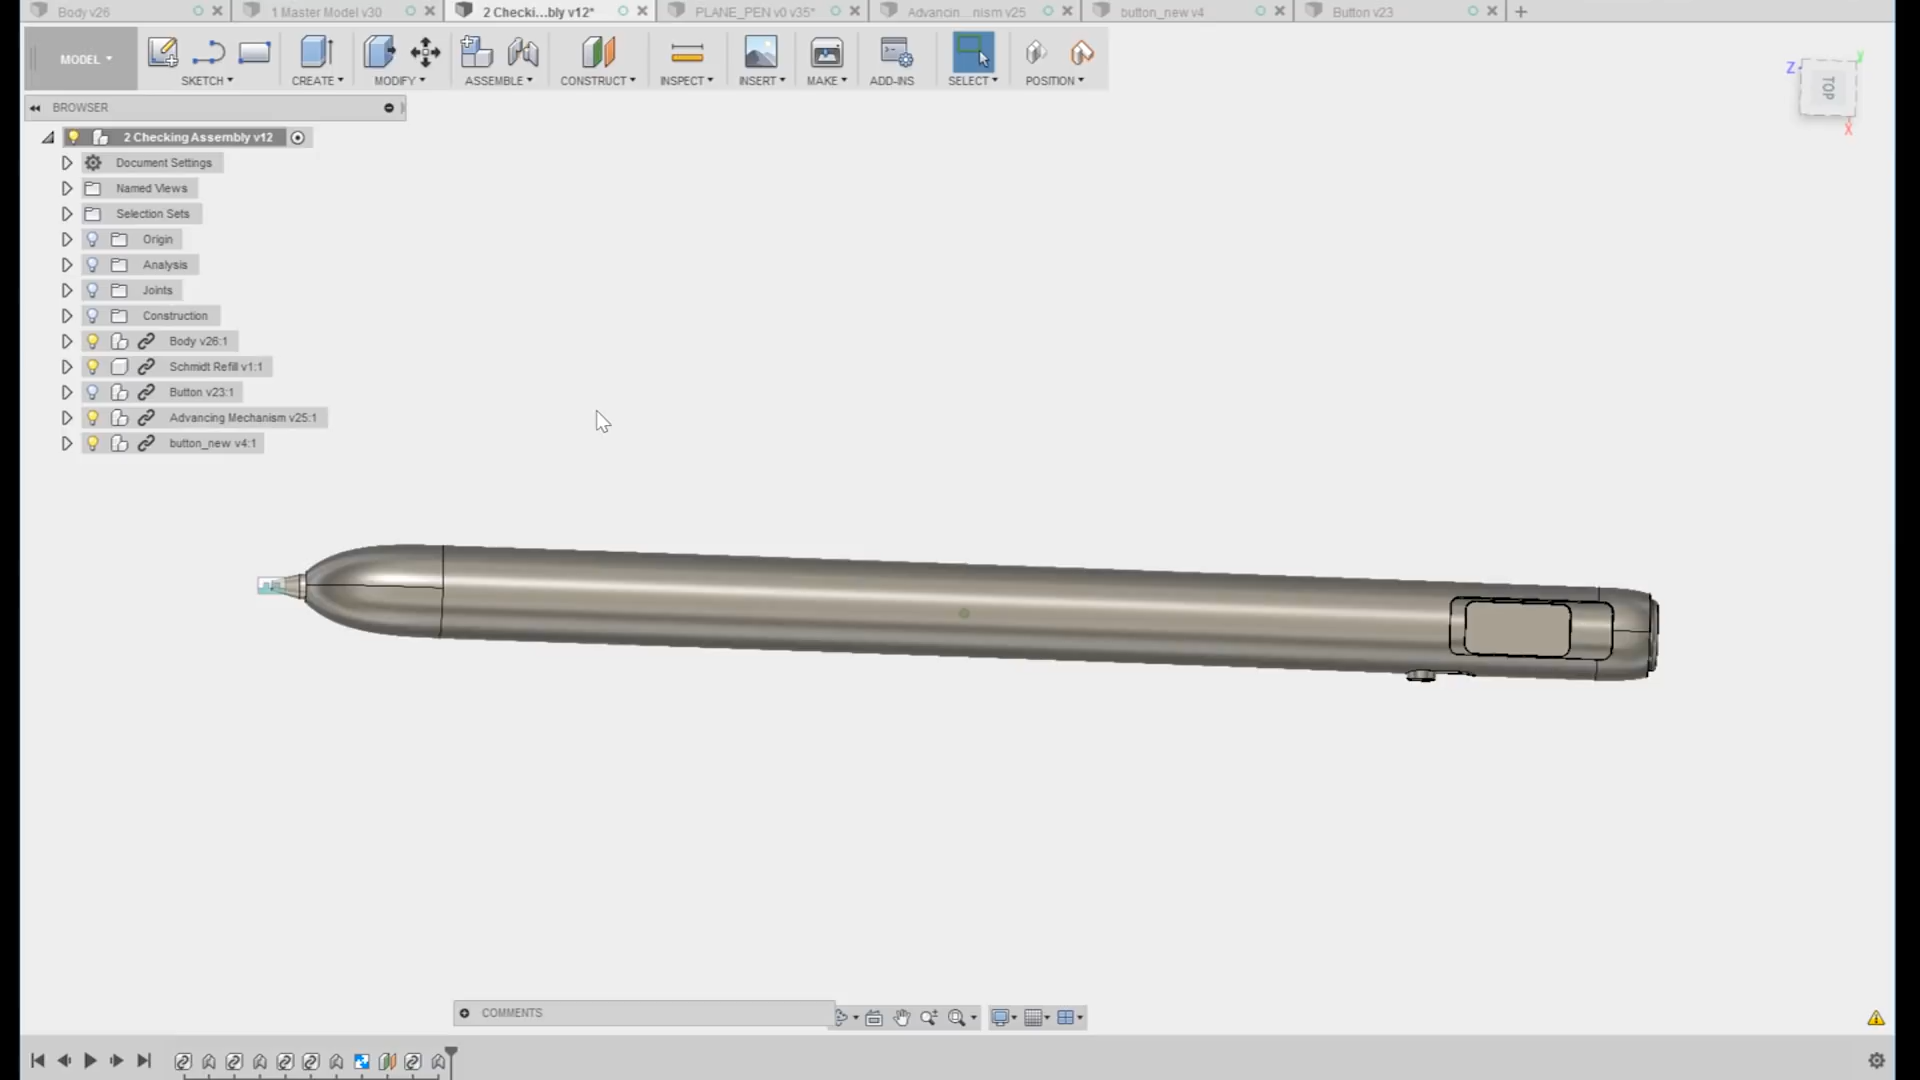 Body v26
1 Master Model v30
2 Checki...bly v12*
PLANE_PEN v0 v35*
Advancin...nism v25
button_new v4
Button v23
MODEL
SKETCH
CREATE
MODIFY
ASSEMBLE
CONSTRUCT
INSPECT
INSERT
MAKE
ADD-INS
SELECT
POSITION
Z
Y
TOP
X
BROWSER
2 Checking Assembly v12
Document Settings
Named Views
Selection Sets
Origin
Analysis
Joints
Construction
Body v26:1
Schmidt Refill v1:1
Button v23:1
Advancing Mechanism v25:1
button_new v4:1
COMMENTS